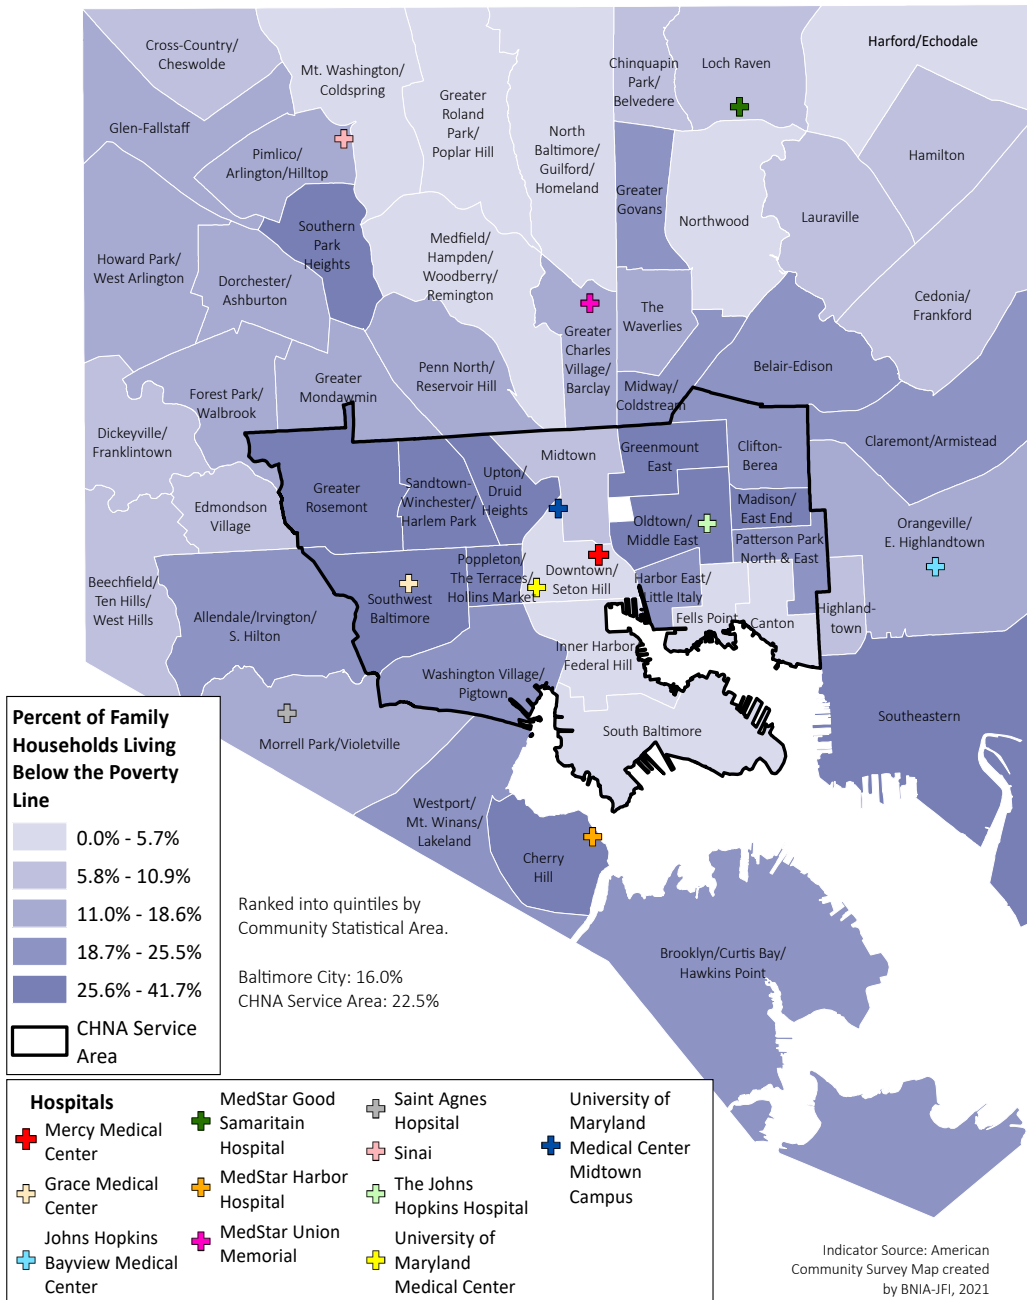 Cross-Country/
Cheswolde
Mt. Washington/
Coldspring
Greater
Roland
Park/
Poplar Hill
North
Baltimore/
Guilford/
Homeland
Chinquapin
Park/
Belvedere
Loch Raven
Harford/Echodale
Glen-Fallstaff
Pimlico/
Arlington/Hilltop
Hamilton
Greater
Govans
Northwood
Lauraville
Southern
Park
Heights
Howard Park/
West Arlington
Dorchester/
Ashburton
Medfield/
Hampden/
Woodberry/
Remington
Cedonia/
Frankford
The
Waverlies
Greater
Charles
Village/
Barclay
Penn North/
Reservoir Hill
Belair-Edison
Greater
Mondawmin
Forest Park/
Walbrook
Midway/
Coldstream
Dickeyville/
Franklintown
Claremont/Armistead
Midtown
Greenmount
East
Clifton-
Berea
Greater
Rosemont
Sandtown-
Winchester/
Harlem Park
Upton/
Druid
Heights
Edmondson
Village
Madison/
East End
Oldtown/
Middle East
Orangeville/
E. Highlandtown
Patterson Park
North & East
Poppleton/
The Terraces/
Hollins Market
Downtown/
Seton Hill
Harbor East/
Little Italy
Beechfield/
Ten Hills/
West Hills
Southwest
Baltimore
Allendale/Irvington/
S. Hilton
Fells Point
Canton
Highland-
town
Inner Harbor/
Federal Hill
Washington Village/
Pigtown
Southeastern
South Baltimore
Morrell Park/Violetville
Westport/
Mt. Winans/
Lakeland
Cherry
Hill
Brooklyn/Curtis Bay/
Hawkins Point
Percent of Family
Households Living
Below the Poverty
Line
0.0% - 5.7%
5.8% - 10.9%
11.0% - 18.6%
18.7% - 25.5%
25.6% - 41.7%
CHNA Service
Area
Ranked into quintiles by
Community Statistical Area.
Baltimore City: 16.0%
CHNA Service Area: 22.5%
Hospitals
Mercy Medical
Center
Grace Medical
Center
Johns Hopkins
Bayview Medical
Center
MedStar Good
Samaritain
Hospital
MedStar Harbor
Hospital
MedStar Union
Memorial
Saint Agnes
Hopsital
Sinai
The Johns
Hopkins Hospital
University of
Maryland
Medical Center
University of
Maryland
Medical Center
Midtown
Campus
Indicator Source: American
Community Survey Map created
by BNIA-JFI, 2021